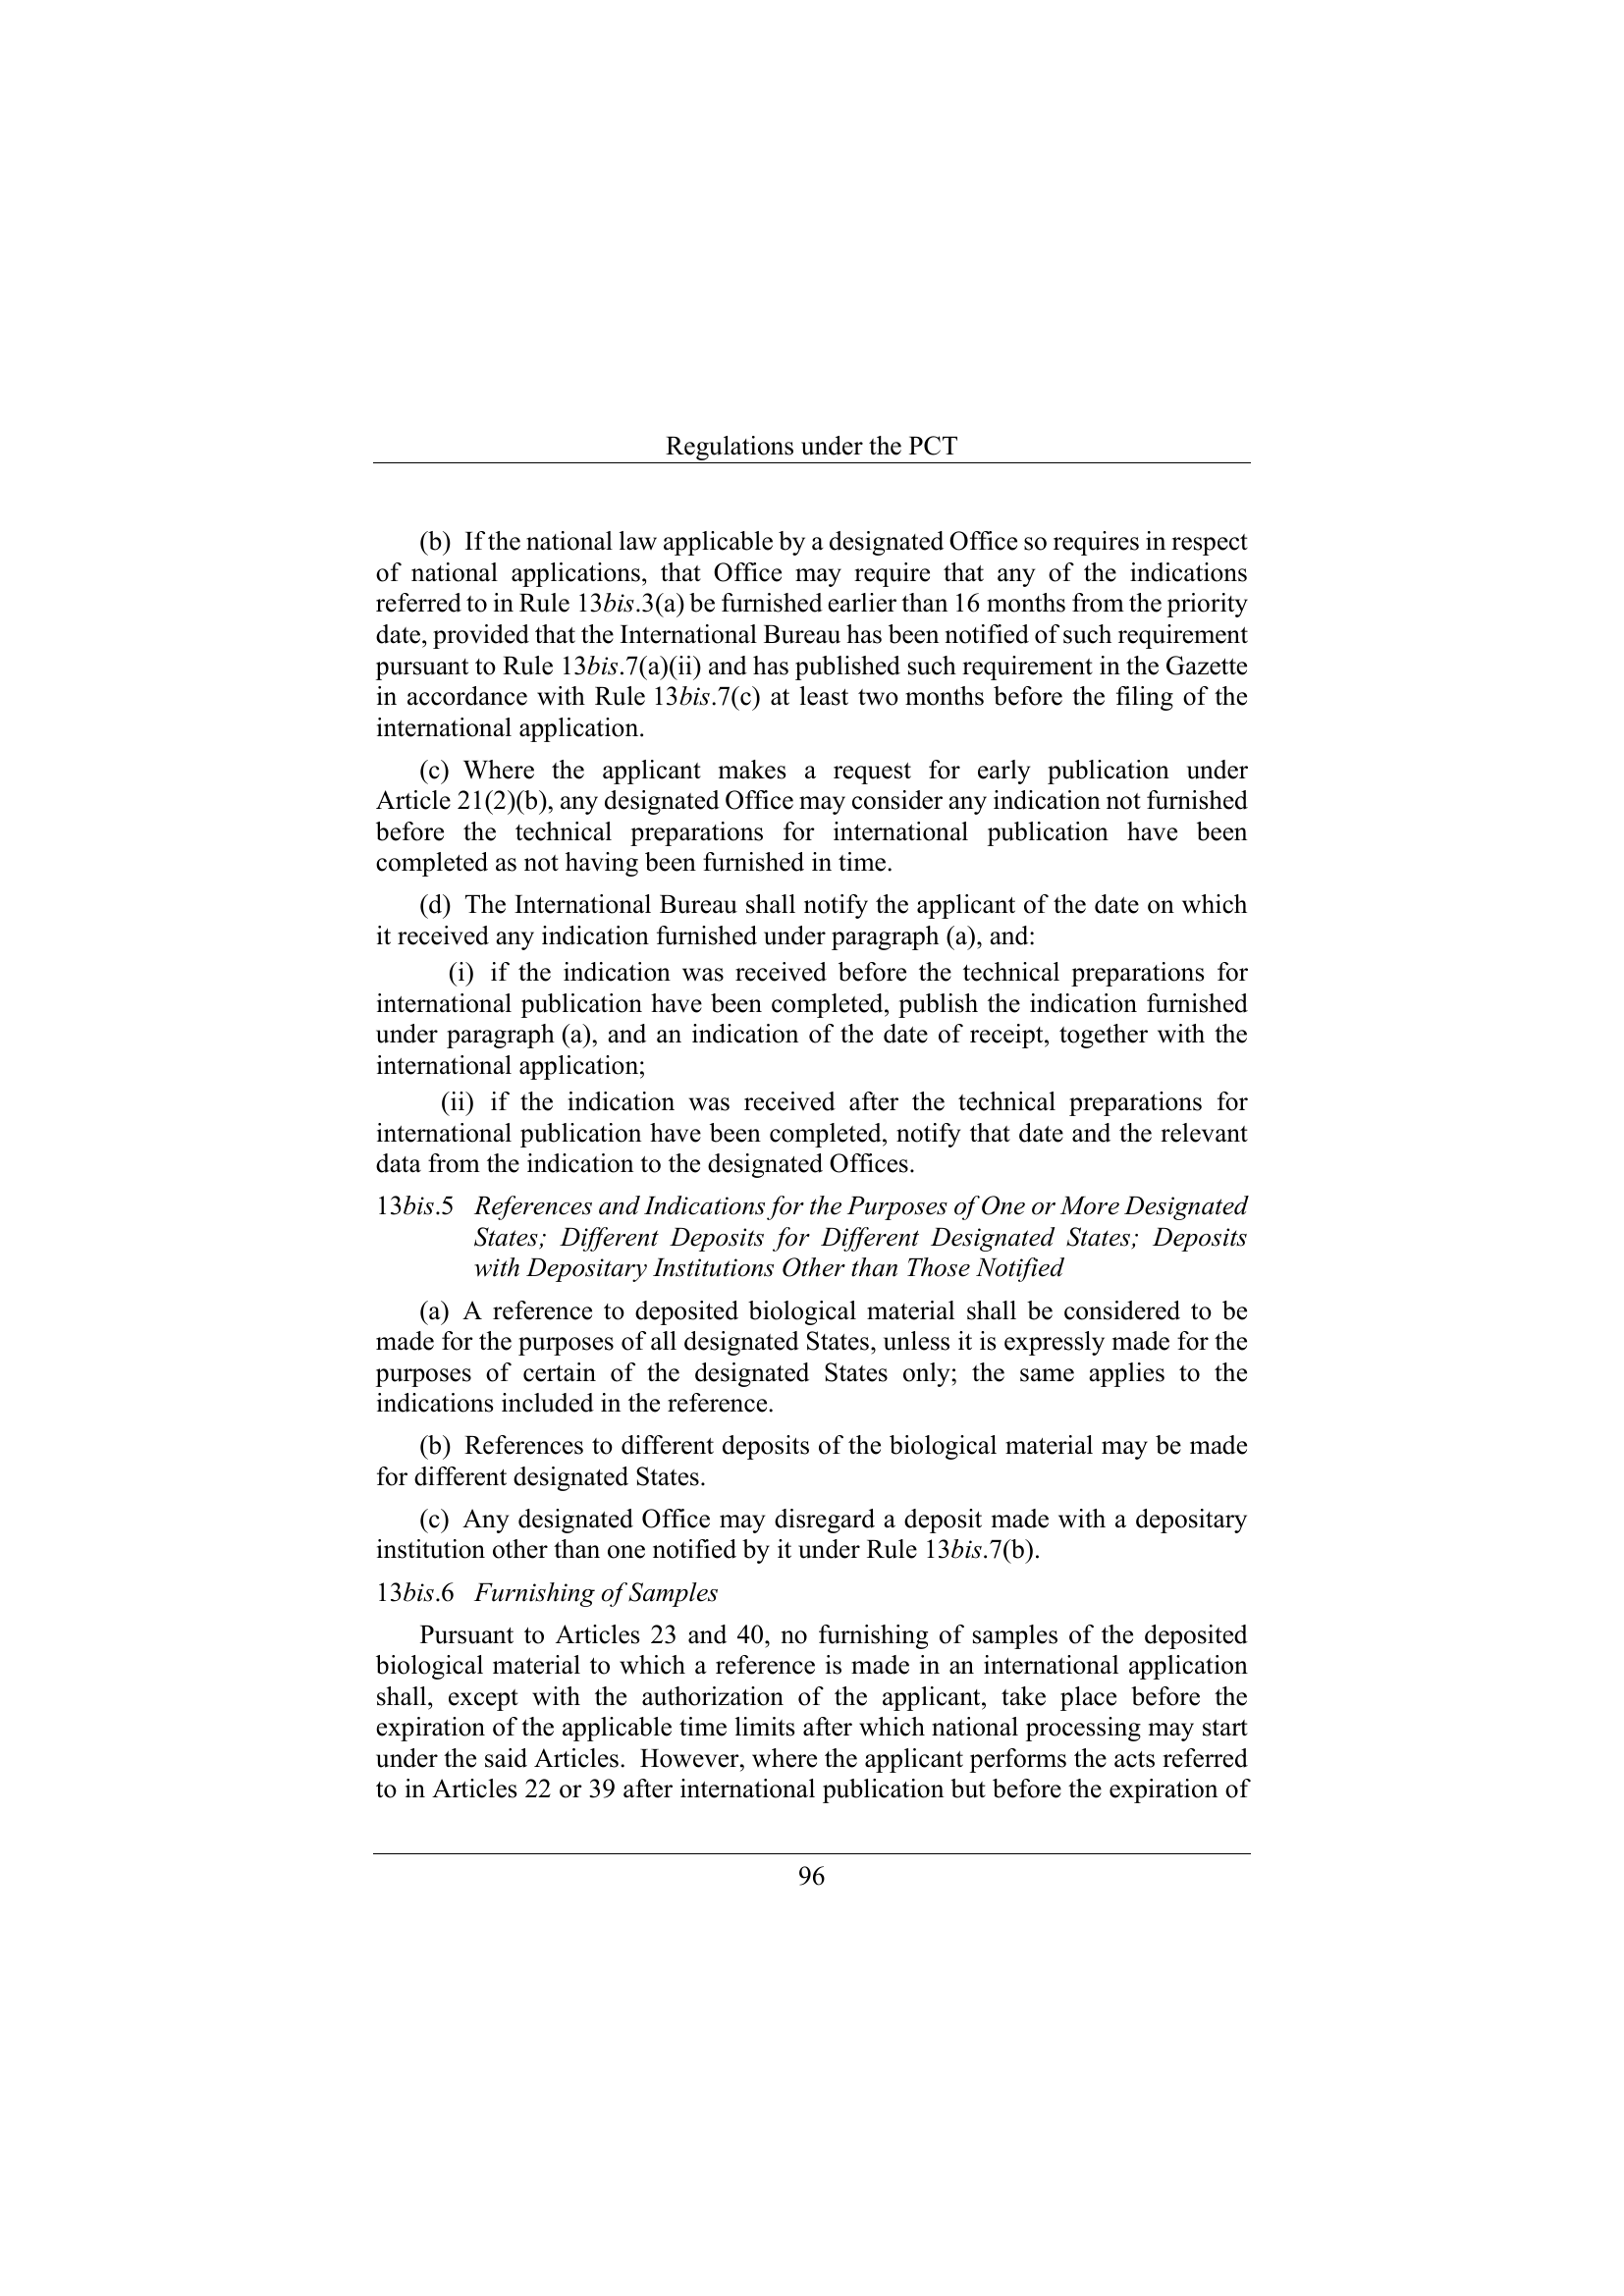 Regulations under the PCT
(b) If the national law applicable by a designated Office so requires in respect
of national applications, that Office may require that any of the indications
referred to in Rule 13bis.3(a) be furnished earlier than 16 months from the priority
date, provided that the International Bureau has been notified of such requirement
pursuant to Rule 13bis.7(a)(ii) and has published such requirement in the Gazette
in accordance with Rule 13bis.7(c) at least two months before the filing of the
international application.
(c) Where the applicant makes a request for early publication under
Article 21(2)(b), any designated Office may consider any indication not furnished
before the technical preparations for international publication have been
completed as not having been furnished in time.
(d) The International Bureau shall notify the applicant of the date on which
it received any indication furnished under paragraph (a), and:
(i) if the indication was received before the technical preparations for
international publication have been completed, publish the indication furnished
under paragraph (a), and an indication of the date of receipt, together with the
international application;
(ii) if the indication was received after the technical preparations for
international publication have been completed, notify that date and the relevant
data from the indication to the designated Offices.
13bis.5 References and Indications for the Purposes of One or More Designated
States; Different Deposits for Different Designated States; Deposits
with Depositary Institutions Other than Those Notified
(a) A reference to deposited biological material shall be considered to be
made for the purposes of all designated States, unless it is expressly made for the
purposes of certain of the designated States only; the same applies to the
indications included in the reference.
(b) References to different deposits of the biological material may be made
for different designated States.
(c) Any designated Office may disregard a deposit made with a depositary
institution other than one notified by it under Rule 13bis.7(b).
13bis.6 Furnishing of Samples
Pursuant to Articles 23 and 40, no furnishing of samples of the deposited
biological material to which a reference is made in an international application
shall, except with the authorization of the applicant, take place before the
expiration of the applicable time limits after which national processing may start
under the said Articles. However, where the applicant performs the acts referred
to in Articles 22 or 39 after international publication but before the expiration of
96